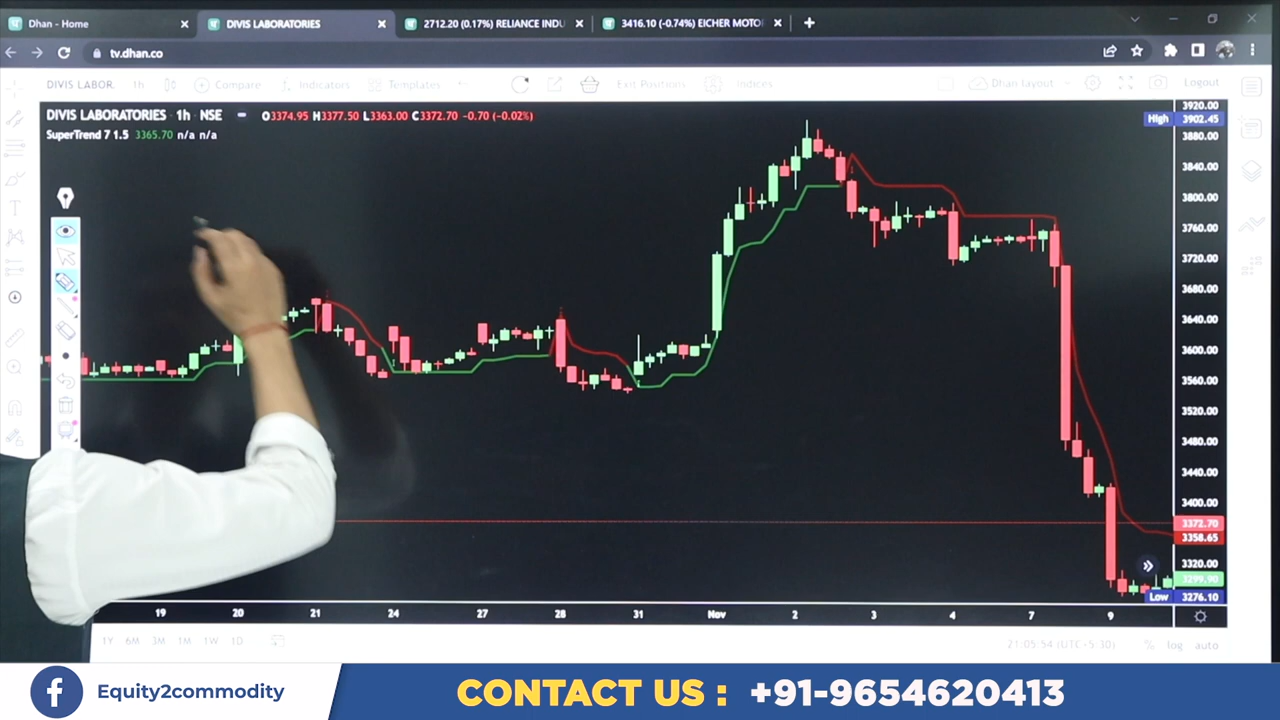 Dhan - Home
DIVIS LABORATORIES
2712.20 (0.17%) RELIANCE INDU
3416.10 (-0.74%) EICHER MOTO
tv.dhan.co
DIVIS LABOR. 1h Compare Indicators Templates Exit Positions Indices Dhan layout Logout
DIVIS LABORATORIES 1h NSE O3374.95 H3377.50 L3363.00 C3372.70 -0.70 (-0.02%)
SuperTrend 7 1.5 3365.70 n/a n/a
3920.00
High 3902.45
3880.00
3840.00
3800.00
3760.00
3720.00
3680.00
3640.00
3600.00
3560.00
3520.00
3480.00
3440.00
3400.00
3372.70
3358.65
3320.00
3299.90
Low 3276.10
19 20 21 24 27 28 31 Nov 2 3 4 7 9
1Y 6M 3M 1M 1W 1D
21:05:54 (UTC+5:30) % log auto
Equity2commodity
CONTACT US : +91-9654620413